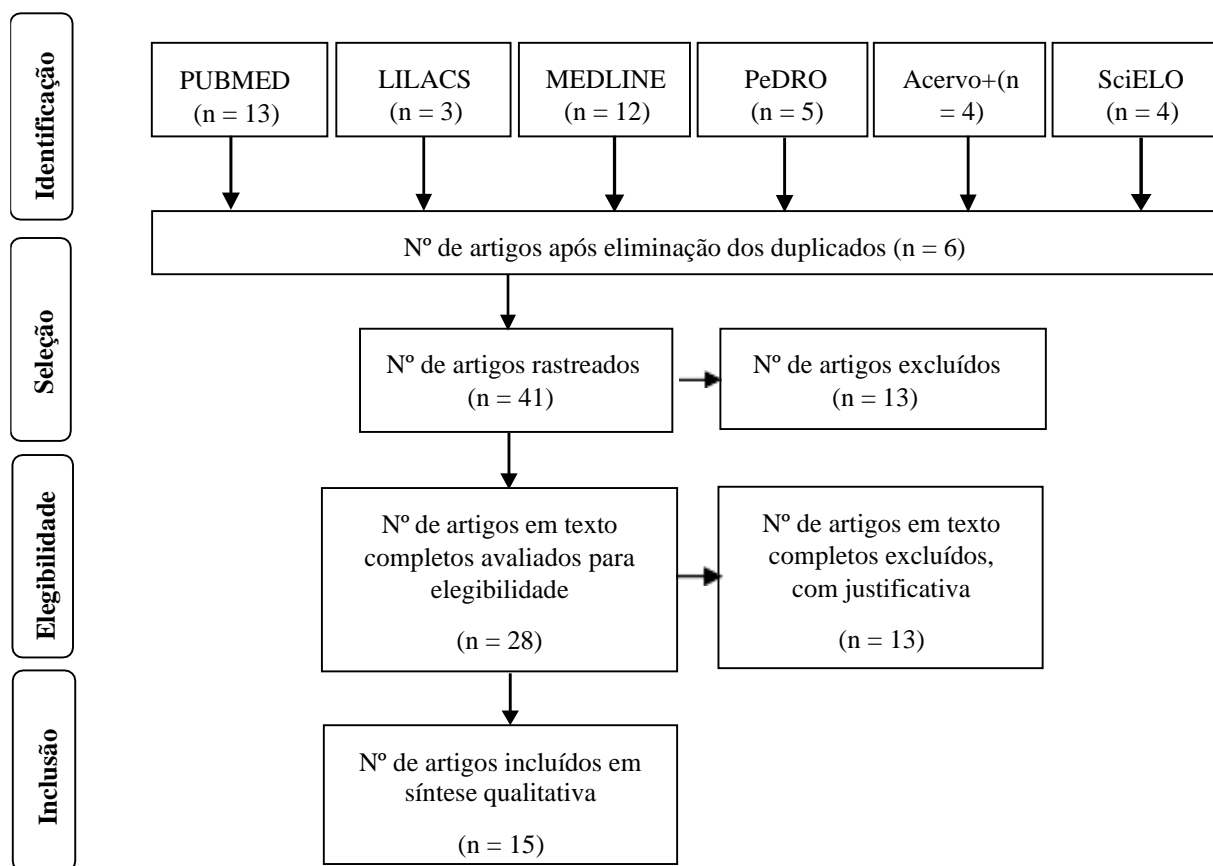 Identificação
PUBMED
(n = 13)
LILACS
(n = 3)
MEDLINE
(n = 12)
PeDRO
(n = 5)
Acervo+(n
= 4)
SciELO
(n = 4)
Nº de artigos após eliminação dos duplicados (n = 6)
Seleção
Nº de artigos rastreados
(n = 41)
Nº de artigos excluídos
(n = 13)
Elegibilidade
Nº de artigos em texto
completos avaliados para
elegibilidade
(n = 28)
Nº de artigos em texto
completos excluídos,
com justificativa
(n = 13)
Inclusão
Nº de artigos incluídos em
síntese qualitativa
(n = 15)